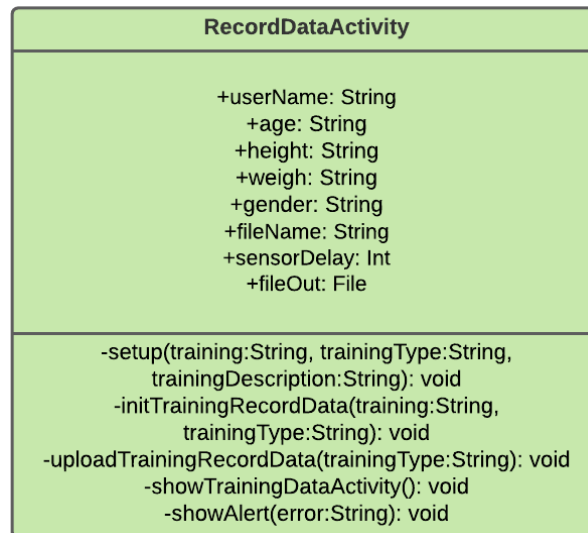 RecordDataActivity
+userName: String
+age: String
+height: String
+weigh: String
+gender: String
+fileName: String
+sensorDelay: Int
+fileOut: File
-setup(training:String, trainingType:String,
trainingDescription:String): void
-initTrainingRecordData(training:String,
trainingType:String): void
-uploadTrainingRecordData(trainingType:String): void
-showTrainingDataActivity(): void
-showAlert(error:String): void